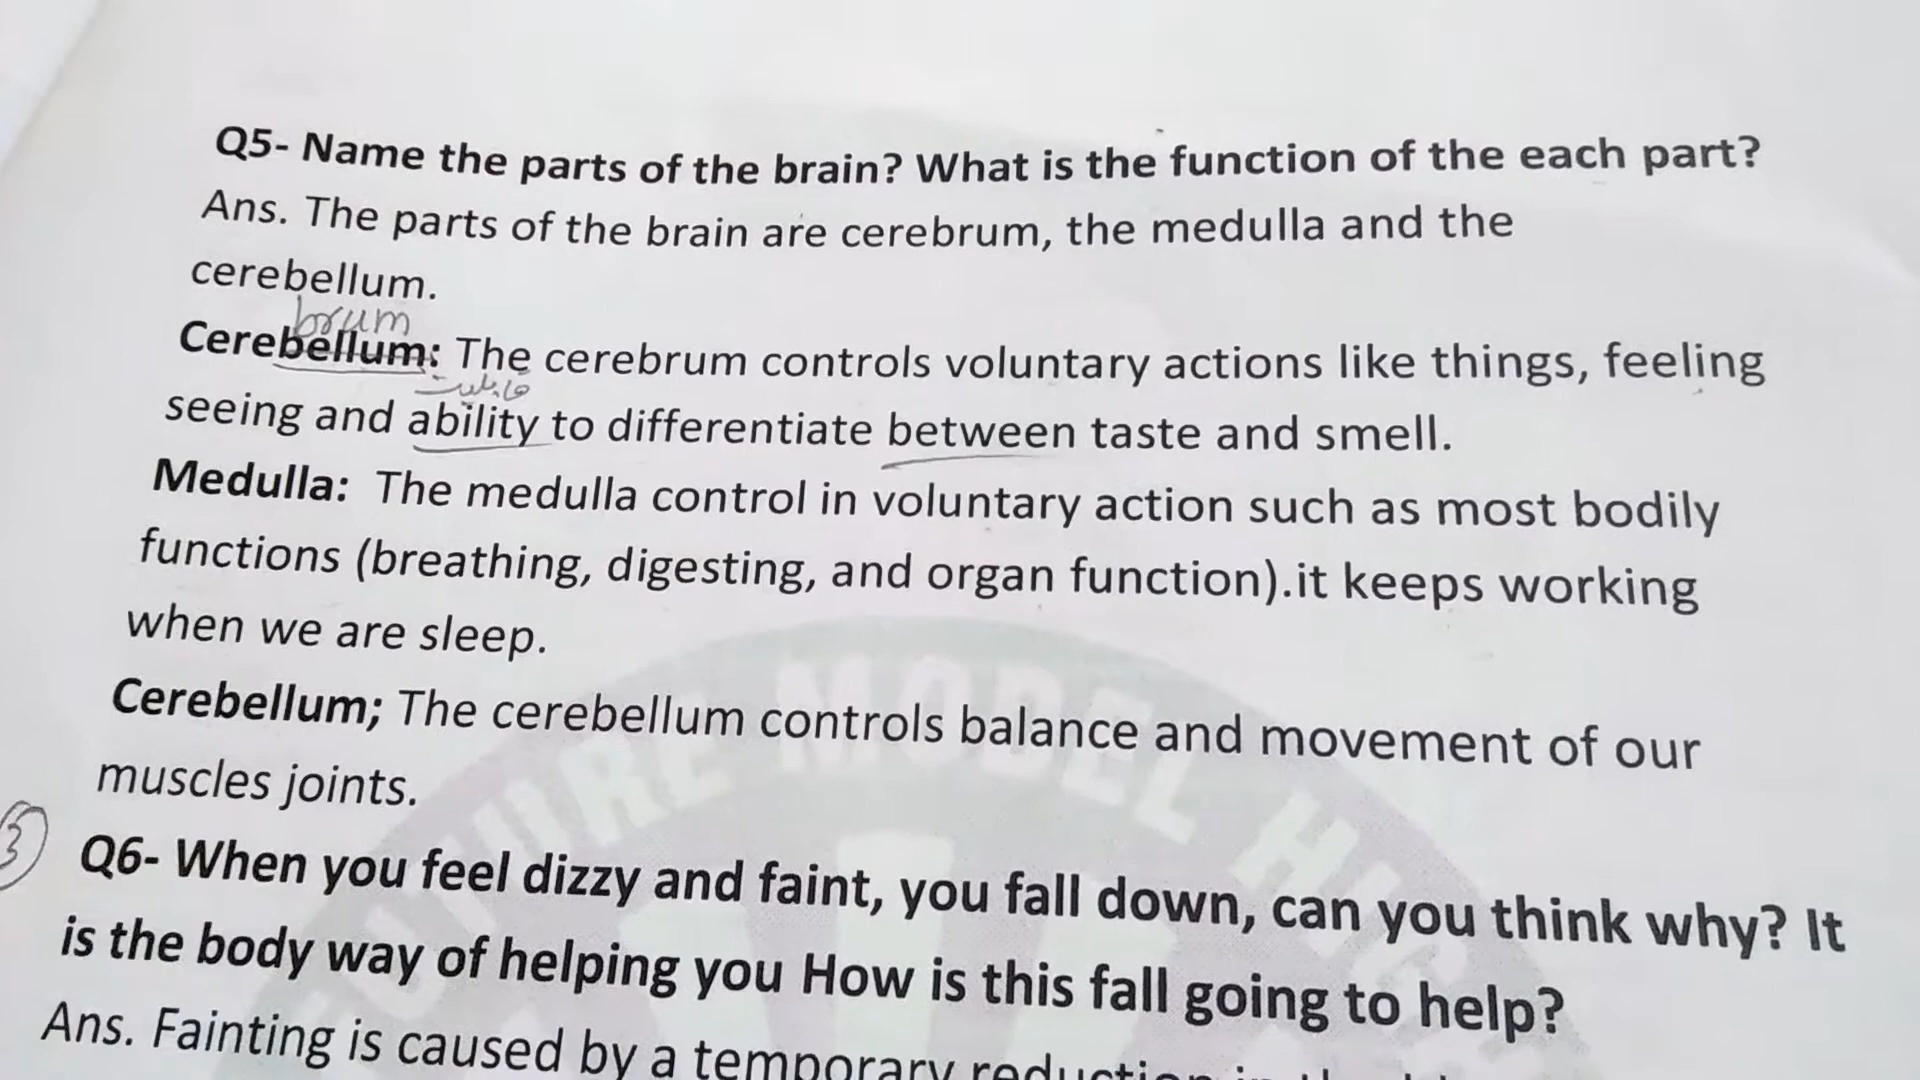 Q5- Name the parts of the brain? What is the function of the each part?
Ans. The parts of the brain are cerebrum, the medulla and the
cerebellum.
brum
Cerebellum: The cerebrum controls voluntary actions like things, feeling
قابلیت
seeing and ability to differentiate between taste and smell.
Medulla: The medulla control in voluntary action such as most bodily
functions (breathing, digesting, and organ function).it keeps working
when we are sleep.
Cerebellum; The cerebellum controls balance and movement of our
muscles joints.
Q6- When you feel dizzy and faint, you fall down, can you think why? It
is the body way of helping you How is this fall going to help?
Ans. Fainting is caused by a temporary reduction in
FUTURE MODEL HIGH